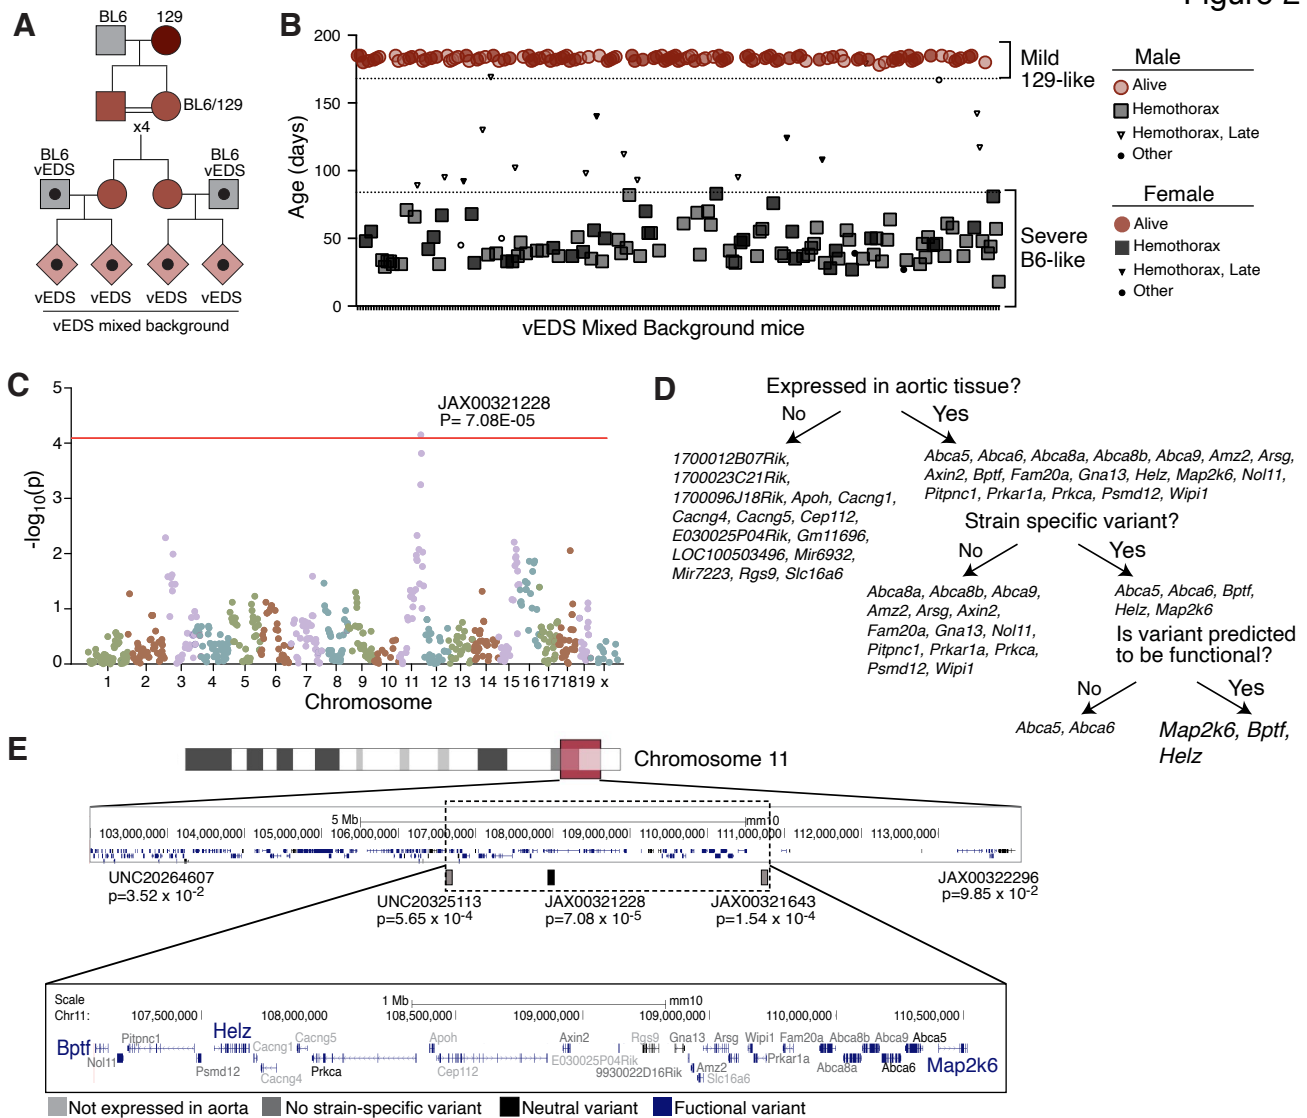 Figure 2
A
BL6
129
BL6/129
x4
BL6
vEDS
BL6
vEDS
vEDS
vEDS
vEDS
vEDS
vEDS mixed background
B
Age (days)
200
150
100
50
0
vEDS Mixed Background mice
Mild
129-like
Severe
B6-like
Male
Alive
Hemothorax
Hemothorax, Late
Other
Female
Alive
Hemothorax
Hemothorax, Late
Other
C
-log10(p)
5
4
3
2
1
0
JAX00321228
P= 7.08E-05
1 2 3 4 5 6 7 8 9 10 11 12 13 14 15 16 17 18 19 x
Chromosome
D
Expressed in aortic tissue?
No
Yes
1700012B07Rik,
1700023C21Rik,
1700096J18Rik, Apoh, Cacng1,
Cacng4, Cacng5, Cep112,
E030025P04Rik, Gm11696,
LOC100503496, Mir6932,
Mir7223, Rgs9, Slc16a6
Abca5, Abca6, Abca8a, Abca8b, Abca9, Amz2, Arsg,
Axin2, Bptf, Fam20a, Gna13, Helz, Map2k6, Nol11,
Pitpnc1, Prkar1a, Prkca, Psmd12, Wipi1
Strain specific variant?
No
Yes
Abca8a, Abca8b, Abca9,
Amz2, Arsg, Axin2,
Fam20a, Gna13, Nol11,
Pitpnc1, Prkar1a, Prkca,
Psmd12, Wipi1
Abca5, Abca6, Bptf,
Helz, Map2k6
Is variant predicted
to be functional?
No
Yes
Abca5, Abca6
Map2k6, Bptf,
Helz
E
Chromosome 11
5 Mb
mm10
103,000,000 104,000,000 105,000,000 106,000,000 107,000,000 108,000,000 109,000,000 110,000,000 111,000,000 112,000,000 113,000,000
UNC20264607
p=3.52 x 10-2
UNC20325113
p=5.65 x 10-4
JAX00321228
p=7.08 x 10-5
JAX00321643
p=1.54 x 10-4
JAX00322296
p=9.85 x 10-2
Scale
1 Mb
mm10
Chr11: 107,500,000 108,000,000 108,500,000 109,000,000 109,000,000 110,000,000 110,500,000
Pitpnc1 Helz Cacng5 Apoh Axin2 Rgs9 Gna13 Arsg Wipi1 Fam20a Abca8b Abca9 Abca5
Bptf
Nol11 Cacng1 Prkca Cep112 E030025P04Rik Prkar1a Abca8a Abca6 Map2k6
Psmd12 Cacng4 9930022D16Rik Amz2
Slc16a6
Not expressed in aorta
No strain-specific variant
Neutral variant
Fuctional variant